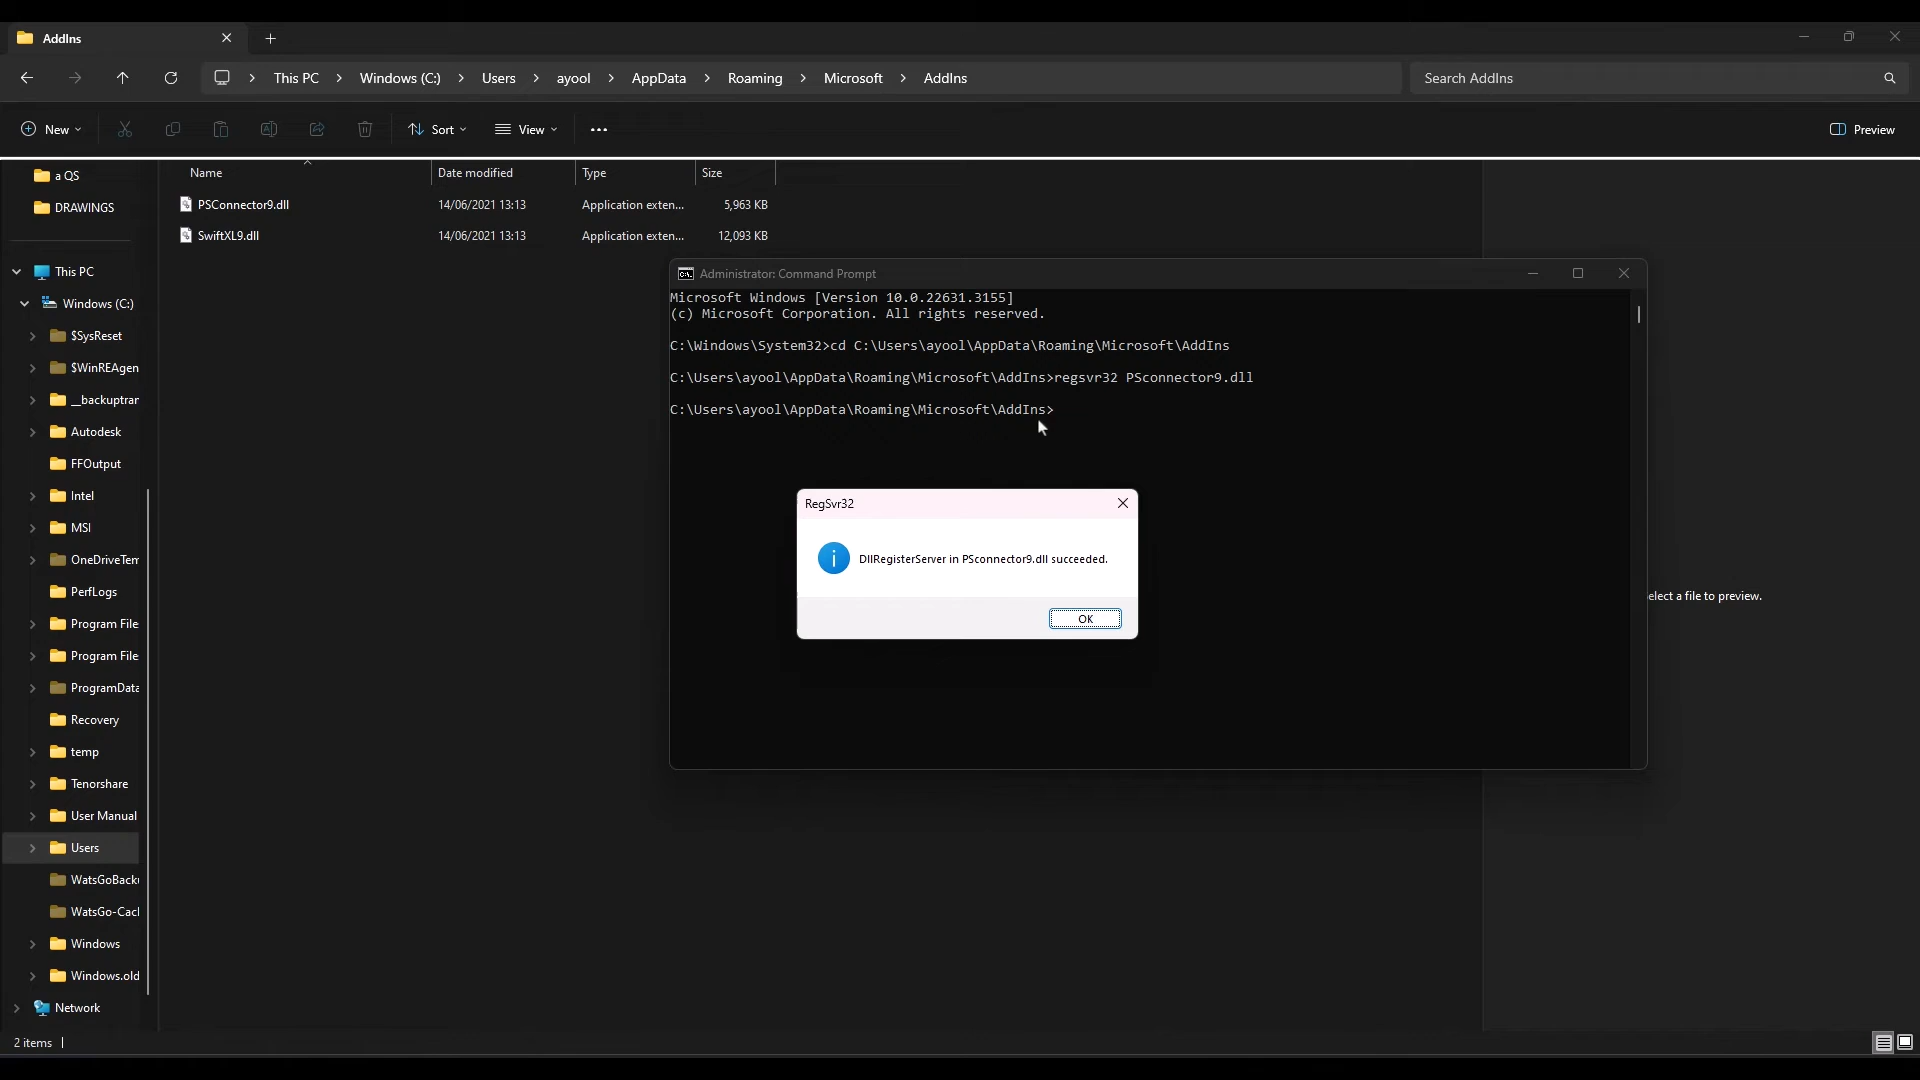 AddIns
This PC > Windows (C:) > Users > ayool > AppData > Roaming > Microsoft > AddIns
Search AddIns
New
Sort
View
Preview
a QS
DRAWINGS
This PC
Windows (C:)
$SysReset
$WinREAgen
__backuptran
Autodesk
FFOutput
Intel
MSI
OneDriveTem
PerfLogs
Program File
Program File
ProgramData
Recovery
temp
Tenorshare
User Manual
Users
WatsGoBack
WatsGo-Cac
Windows
Windows.old
Network
Name Date modified Type Size
PSConnector9.dll 14/06/2021 13:13 Application exten... 5,963 KB
SwiftXL9.dll 14/06/2021 13:13 Application exten... 12,093 KB
Administrator: Command Prompt
Microsoft Windows [Version 10.0.22631.3155]
(c) Microsoft Corporation. All rights reserved.
C:\Windows\System32>cd C:\Users\ayool\AppData\Roaming\Microsoft\AddIns
C:\Users\ayool\AppData\Roaming\Microsoft\AddIns>regsvr32 PSconnector9.dll
C:\Users\ayool\AppData\Roaming\Microsoft\AddIns>
RegSvr32
DllRegisterServer in PSconnector9.dll succeeded.
OK
elect a file to preview.
2 items